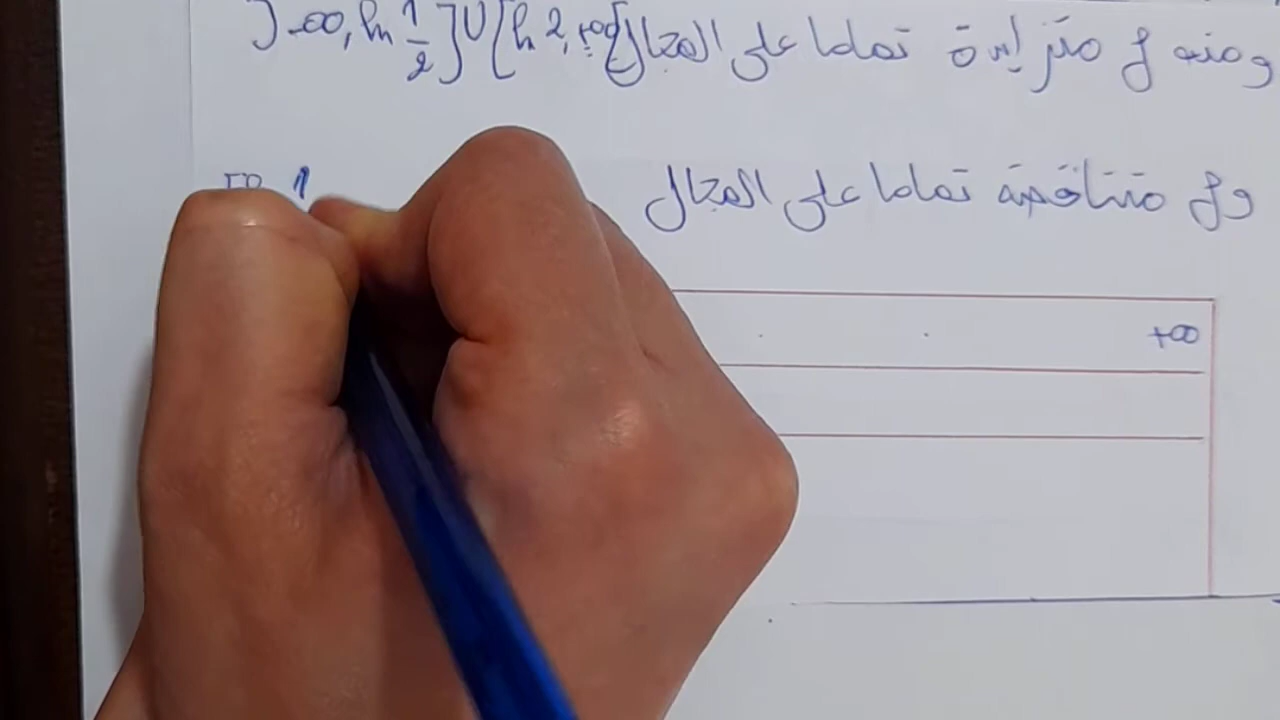 ومنه f متزايدة تماما على المجال ]-∞, ln 1/2] ∪ [ln 2, +∞[
و f متناقصة تماما على المجال
+∞